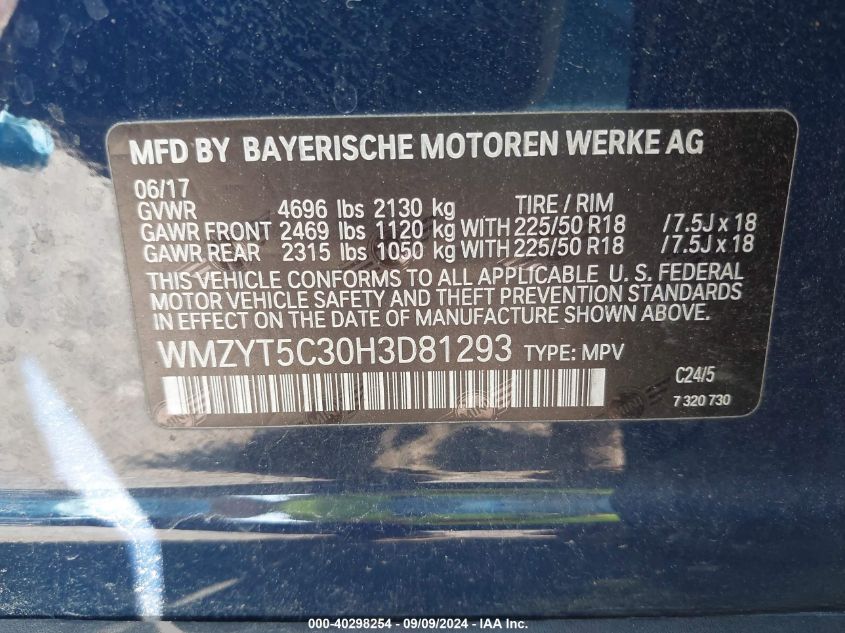 MFD BY BAYERISCHE MOTOREN WERKE AG
06/17
GVWR 4696 lbs 2130 kg TIRE / RIM
GAWR FRONT 2469 lbs 1120 kg WITH 225/50 R18 /7.5J x 18
GAWR REAR 2315 lbs 1050 kg WITH 225/50 R18 /7.5J x 18
THIS VEHICLE CONFORMS TO ALL APPLICABLE U. S. FEDERAL
MOTOR VEHICLE SAFETY AND THEFT PREVENTION STANDARDS
IN EFFECT ON THE DATE OF MANUFACTURE SHOWN ABOVE.
WMZYT5C30H3D81293 TYPE: MPV
C24/5
7 320 730
000-40298254 - 09/09/2024 - IAA Inc.